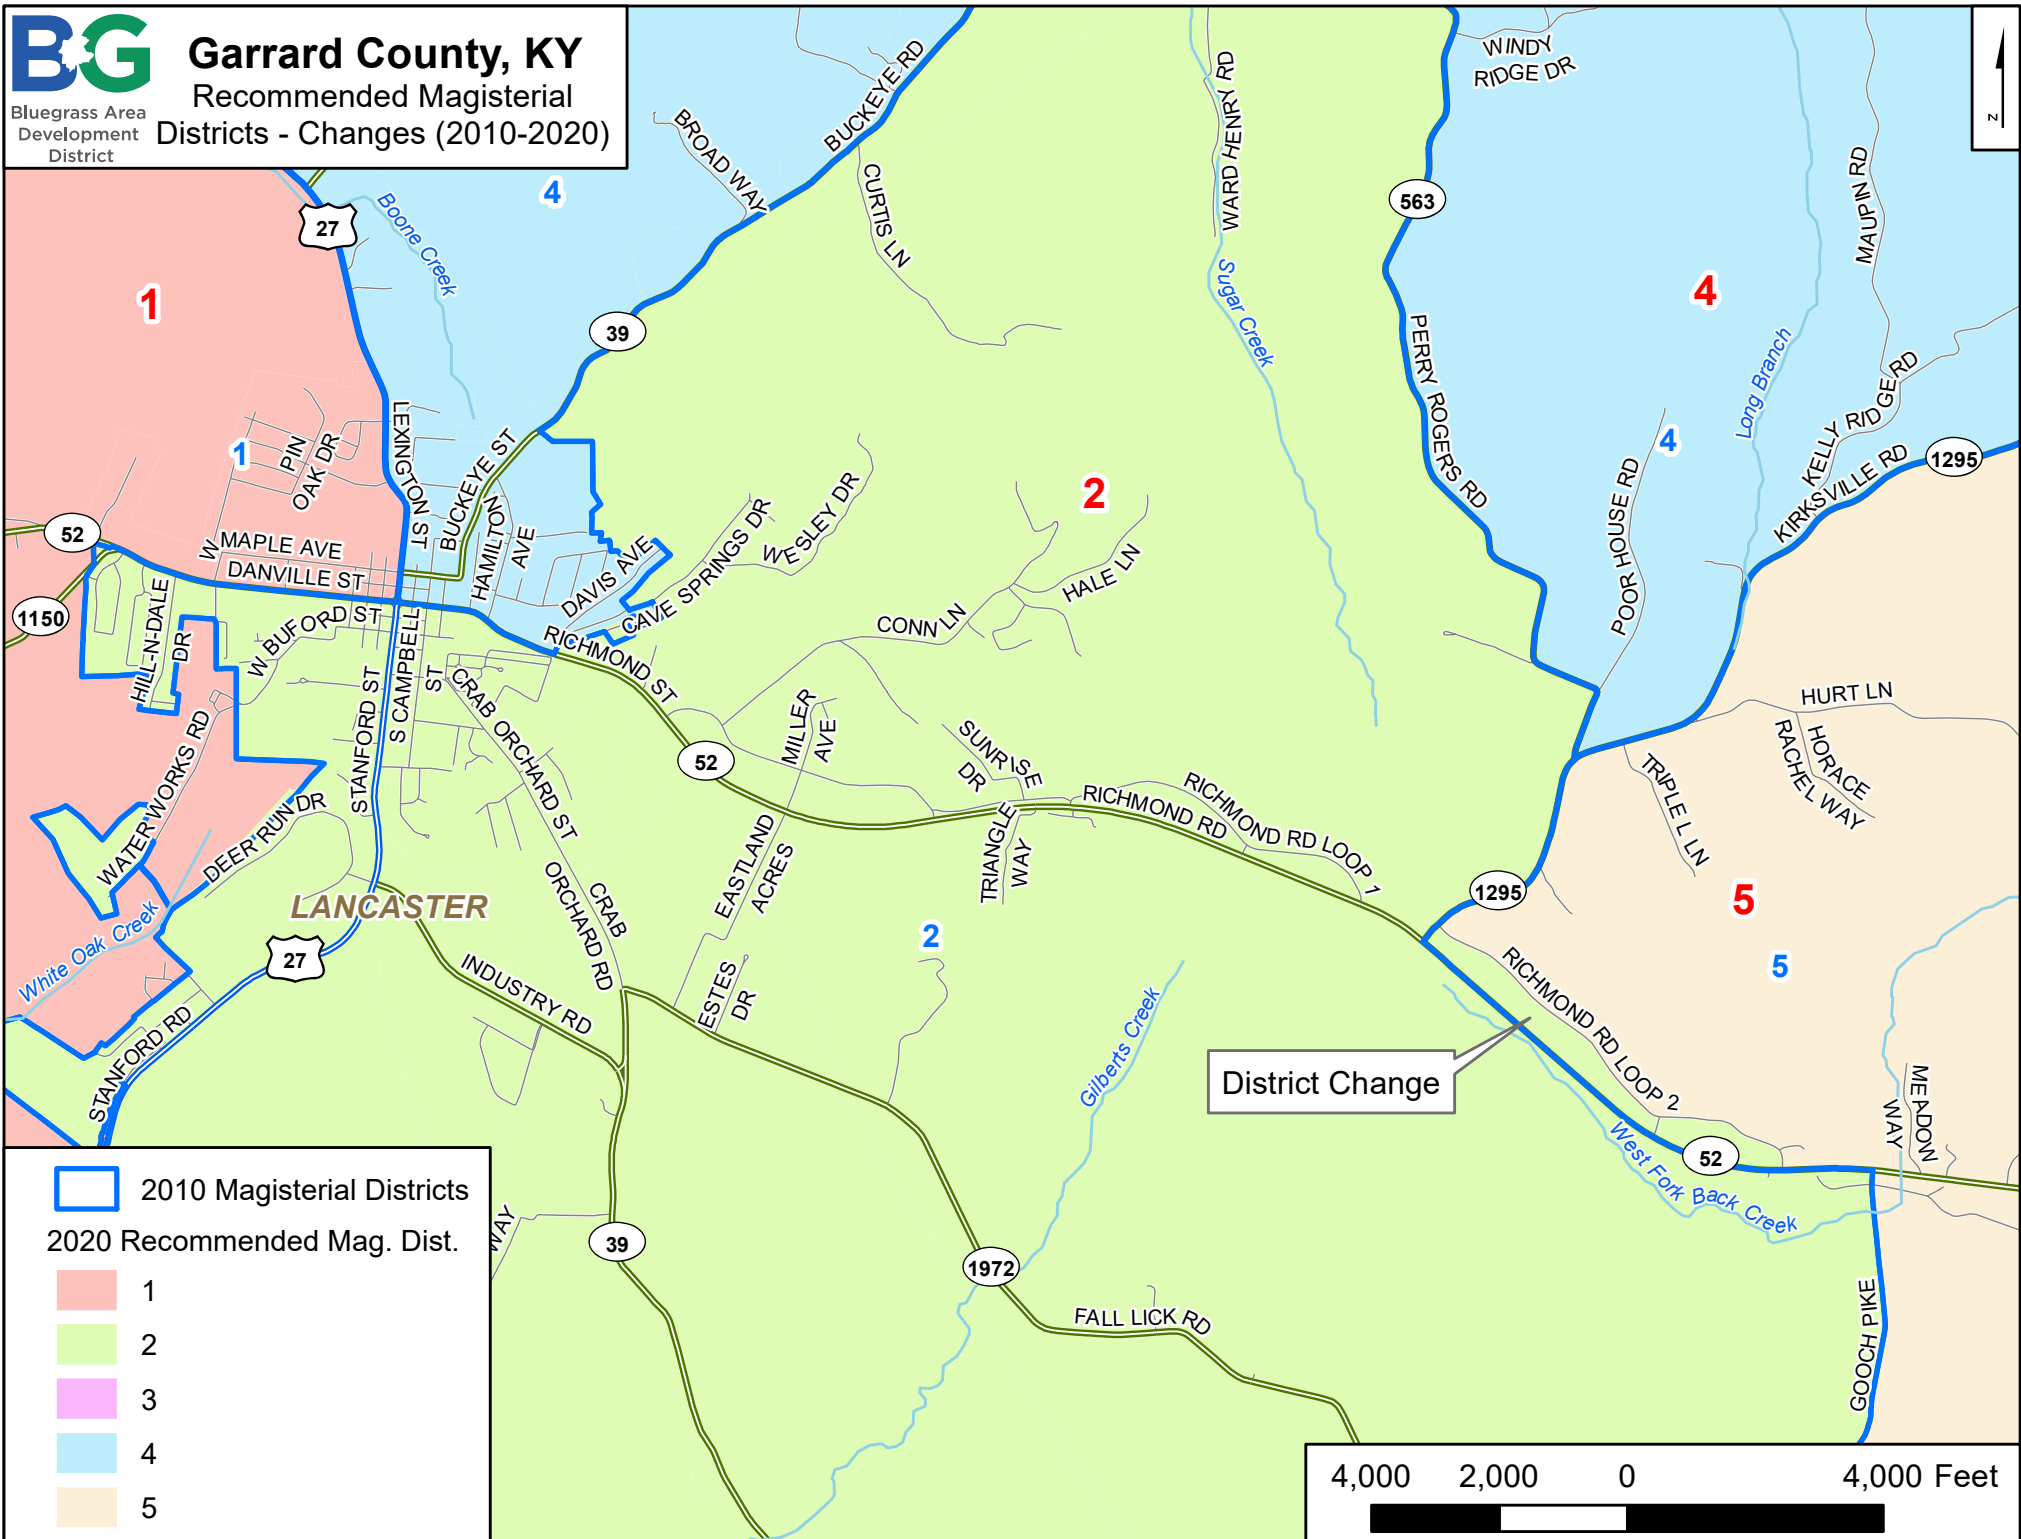 BG
Bluegrass Area
Development
District
Garrard County, KY
Recommended Magisterial
Districts - Changes (2010-2020)
N
WINDY
RIDGE DR
BUCKEYE RD
BROAD WAY
CURTIS LN
WARD HENRY RD
MAUPIN RD
4
27
Boone Creek
563
1
39
Sugar Creek
4
PERRY ROGERS RD
Long Branch
KELLY RIDGE RD
LEXINGTON ST
PIN
OAK DR
1
BUCKEYE ST
4
KIRKSVILLE RD
1295
2
52
W MAPLE AVE
DANVILLE ST
HAMILTON
AVE
DAVIS AVE
CAVE SPRINGS DR
WESLEY DR
HALE LN
POOR HOUSE RD
1150
HILL-N-DALE
DR
W BUFORD ST
S CAMPBELL
ST
RICHMOND ST
CONN LN
STANFORD ST
CRAB ORCHARD ST
WATER WORKS RD
MILLER
AVE
SUNRISE
DR
HURT LN
HORACE
RACHEL WAY
TRIPLE L LN
52
DEER RUN DR
EASTLAND
ACRES
TRIANGLE
WAY
RICHMOND RD
RICHMOND RD LOOP 1
CRAB
ORCHARD RD
LANCASTER
1295
5
2
5
White Oak Creek
27
STANFORD RD
INDUSTRY RD
ESTES
DR
Gilberts Creek
RICHMOND RD LOOP 2
District Change
MEADOW
WAY
West Fork Back Creek
52
WAY
39
1972
FALL LICK RD
GOOCH PIKE
2010 Magisterial Districts
2020 Recommended Mag. Dist.
1
2
3
4
5
4,000 2,000 0 4,000 Feet